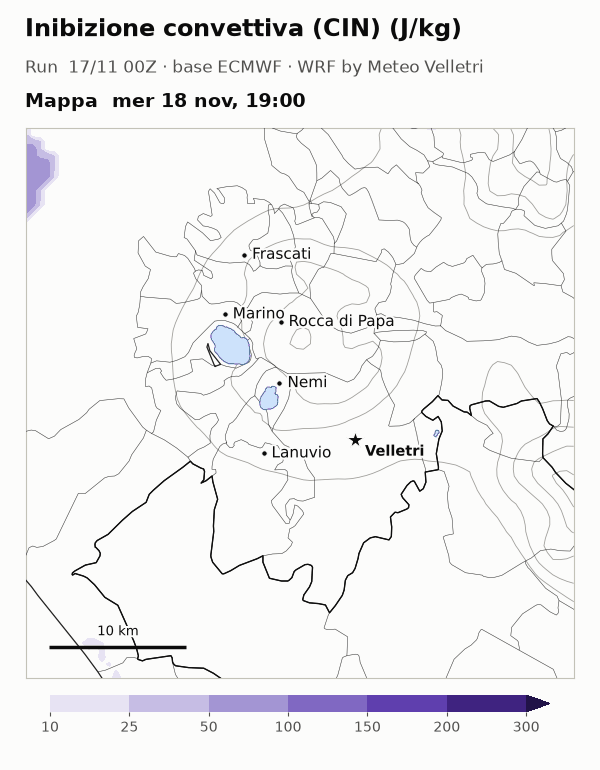 Inibizione convettiva (CIN) (J/kg)
Run  17/11 00Z · base ECMWF · WRF by Meteo Velletri
Mappa  mer 18 nov, 19:00
Frascati
Marino
Rocca di Papa
Nemi
Velletri
Lanuvio
10 km
10 25 50 100 150 200 300